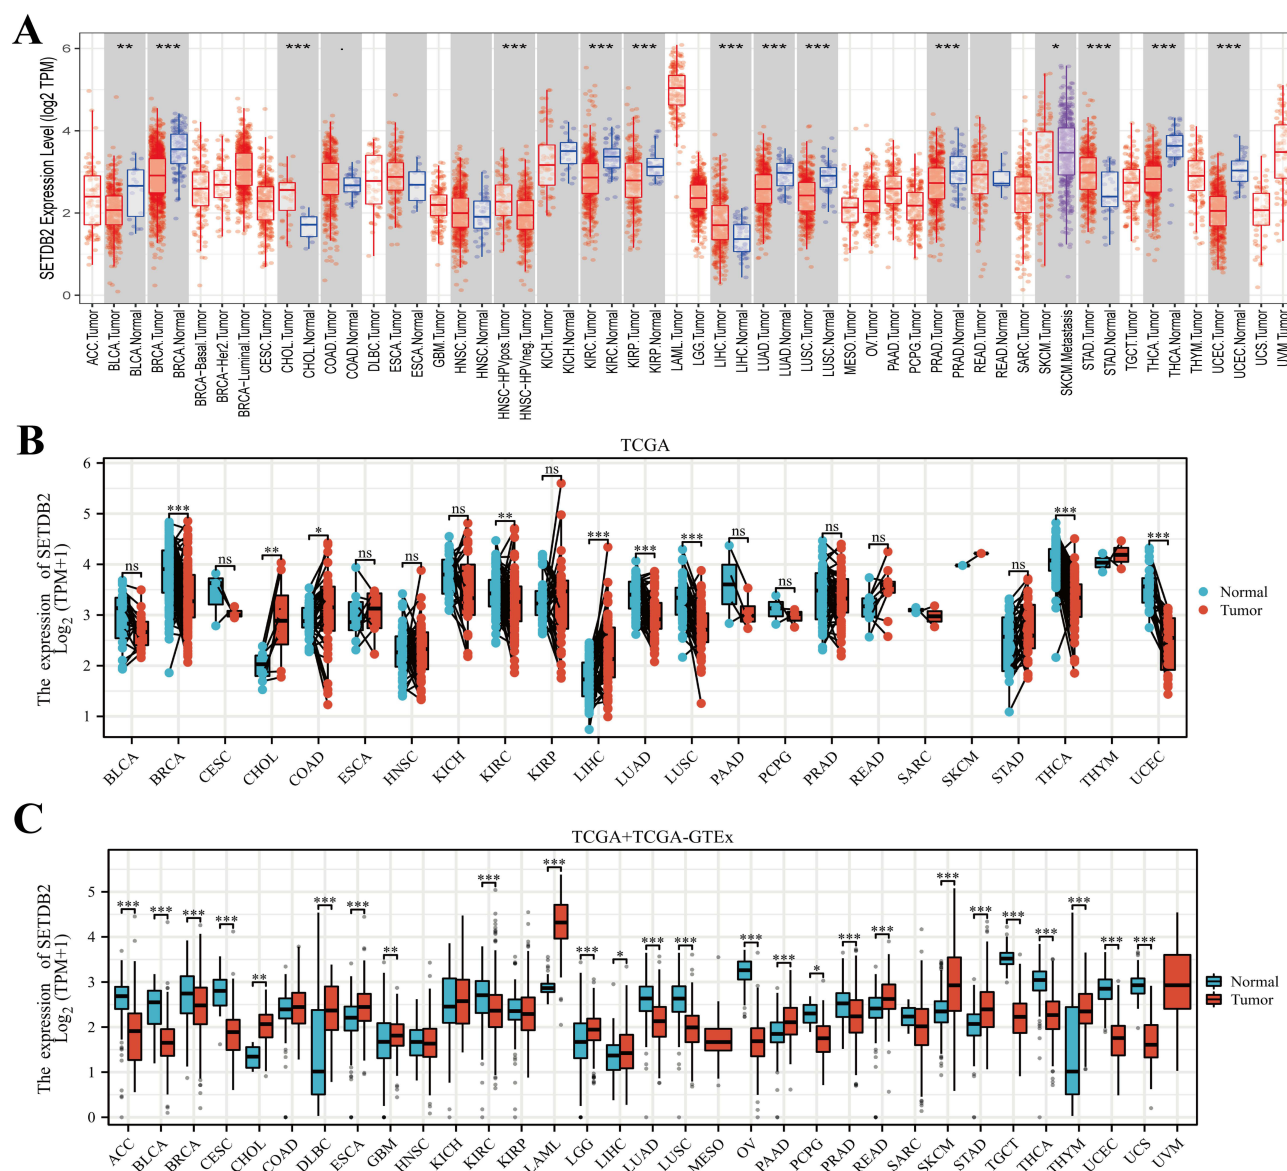 A
** *** *** . *** *** *** *** *** *** *** * *** *** ***
SETDB2 Expression Level (log2 TPM)
6
4
2
0
ACC.Tumor
BLCA.Tumor
BLCA.Normal
BRCA.Tumor
BRCA.Normal
BRCA-Basal.Tumor
BRCA-Her2.Tumor
BRCA-Luminal.Tumor
CESC.Tumor
CHOL.Tumor
CHOL.Normal
COAD.Tumor
COAD.Normal
DLBC.Tumor
ESCA.Tumor
ESCA.Normal
GBM.Tumor
HNSC.Tumor
HNSC.Normal
HNSC-HPVpos.Tumor
HNSC-HPVneg.Tumor
KICH.Tumor
KICH.Normal
KIRC.Tumor
KIRC.Normal
KIRP.Tumor
KIRP.Normal
LAML.Tumor
LGG.Tumor
LIHC.Tumor
LIHC.Normal
LUAD.Tumor
LUAD.Normal
LUSC.Tumor
LUSC.Normal
MESO.Tumor
OV.Tumor
PAAD.Tumor
PCPG.Tumor
PRAD.Tumor
PRAD.Normal
READ.Tumor
READ.Normal
SARC.Tumor
SKCM.Tumor
SKCM.Metastasis
STAD.Tumor
STAD.Normal
TGCT.Tumor
THCA.Tumor
THCA.Normal
THYM.Tumor
UCEC.Tumor
UCEC.Normal
UCS.Tumor
UVM.Tumor
B
TCGA
The expression of SETDB2
Log2 (TPM+1)
6
5
4
3
2
1
ns *** ns ** * ns ns ns ** ns *** *** *** ns ns ns ns ns *** ***
Normal
Tumor
BLCA
BRCA
CESC
CHOL
COAD
ESCA
HNSC
KICH
KIRC
KIRP
LIHC
LUAD
LUSC
PAAD
PCPG
PRAD
READ
SARC
SKCM
STAD
THCA
THYM
UCEC
C
TCGA+TCGA-GTEx
The expression of SETDB2
Log2 (TPM+1)
5
4
3
2
1
0
*** *** *** *** ** *** *** ** *** *** *** * *** *** *** *** * *** *** *** *** *** *** *** *** ***
Normal
Tumor
ACC
BLCA
BRCA
CESC
CHOL
COAD
DLBC
ESCA
GBM
HNSC
KICH
KIRC
KIRP
LAML
LGG
LIHC
LUAD
LUSC
MESO
OV
PAAD
PCPG
PRAD
READ
SARC
SKCM
STAD
TGCT
THCA
THYM
UCEC
UCS
UVM